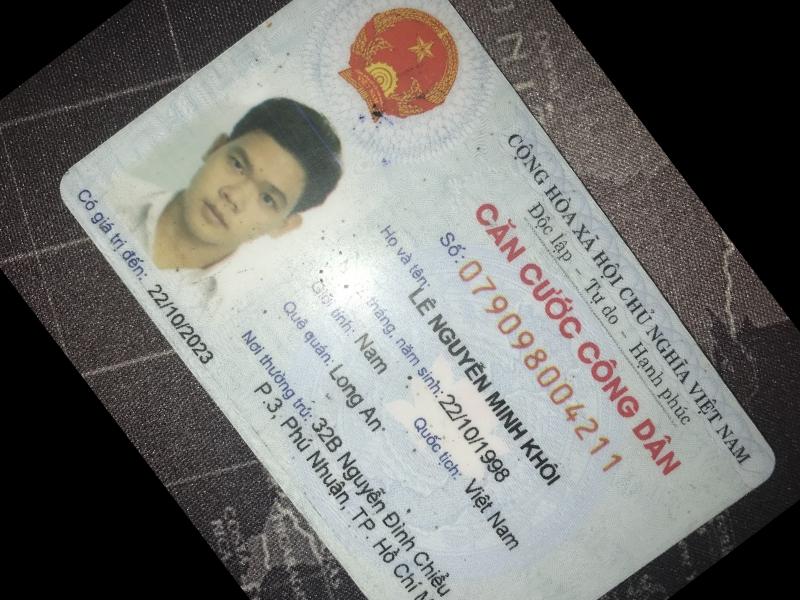 CỘNG HÒA XÃ HỘI CHỦ NGHĨA VIỆT NAM
Độc lập – Tự do – Hạnh phúc
CĂN CƯỚC CÔNG DÂN
Số: 079098004211
Họ và tên: LÊ NGUYỄN MINH KHÔI
tháng, năm sinh: 22/10/1998
Giới tính: Nam Quốc tịch: Việt Nam
Quê quán: Long An
Nơi thường trú: 32B Nguyễn Đình Chiểu
P.3, Phú Nhuận, TP. Hồ Chí
Có giá trị đến: 22/10/2023